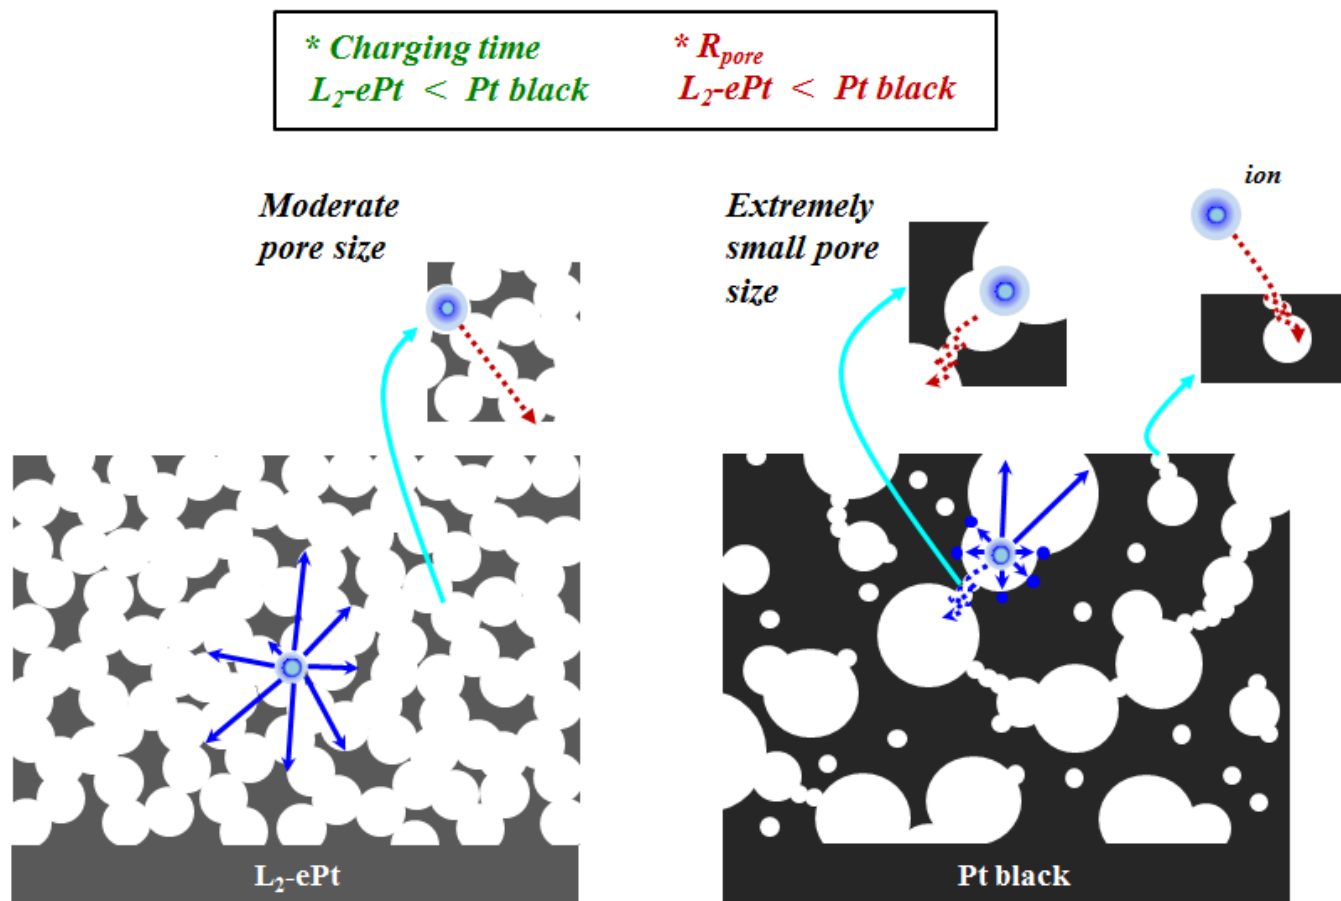 * Charging time
L₂-ePt < Pt black
* Rpore
L₂-ePt < Pt black
Moderate
pore size
Extremely
small pore
size
ion
L₂-ePt
Pt black